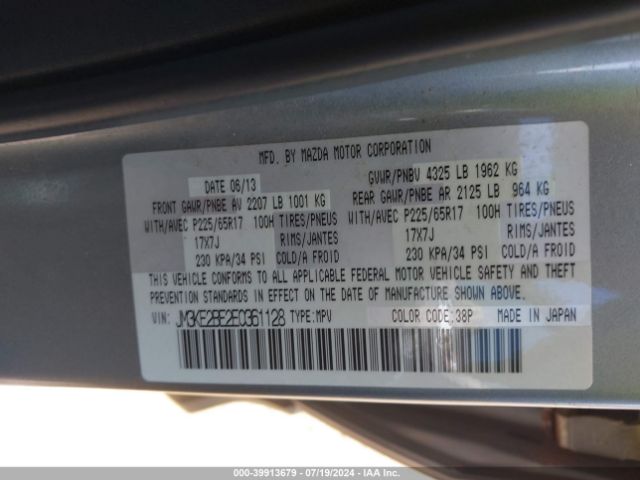 MFD. BY MAZDA MOTOR CORPORATION
DATE 06/13 GVWR/PNBV 4325 LB 1962 KG
FRONT GAWR/PNBE AV 2207 LB 1001 KG REAR GAWR/PNBE AR 2125 LB 964 KG
WITH/AVEC P225/65R17 100H TIRES/PNEUS WITH/AVEC P225/65R17 100H TIRES/PNEUS
17X7J RIMS/JANTES 17X7J RIMS/JANTES
230 KPA/34 PSI COLD/A FROID 230 KPA/34 PSI COLD/A FROID
THIS VEHICLE CONFORMS TO ALL APPLICABLE FEDERAL MOTOR VEHICLE SAFETY AND THEFT
PREVENTION STANDARDS IN EFFECT ON THE DATE OF MANUFACTURE SHOWN ABOVE.
VIN: JM3KE2BE2E0361128 TYPE:MPV COLOR CODE:38P MADE IN JAPAN
000-39913679 - 07/19/2024 - IAAI.com